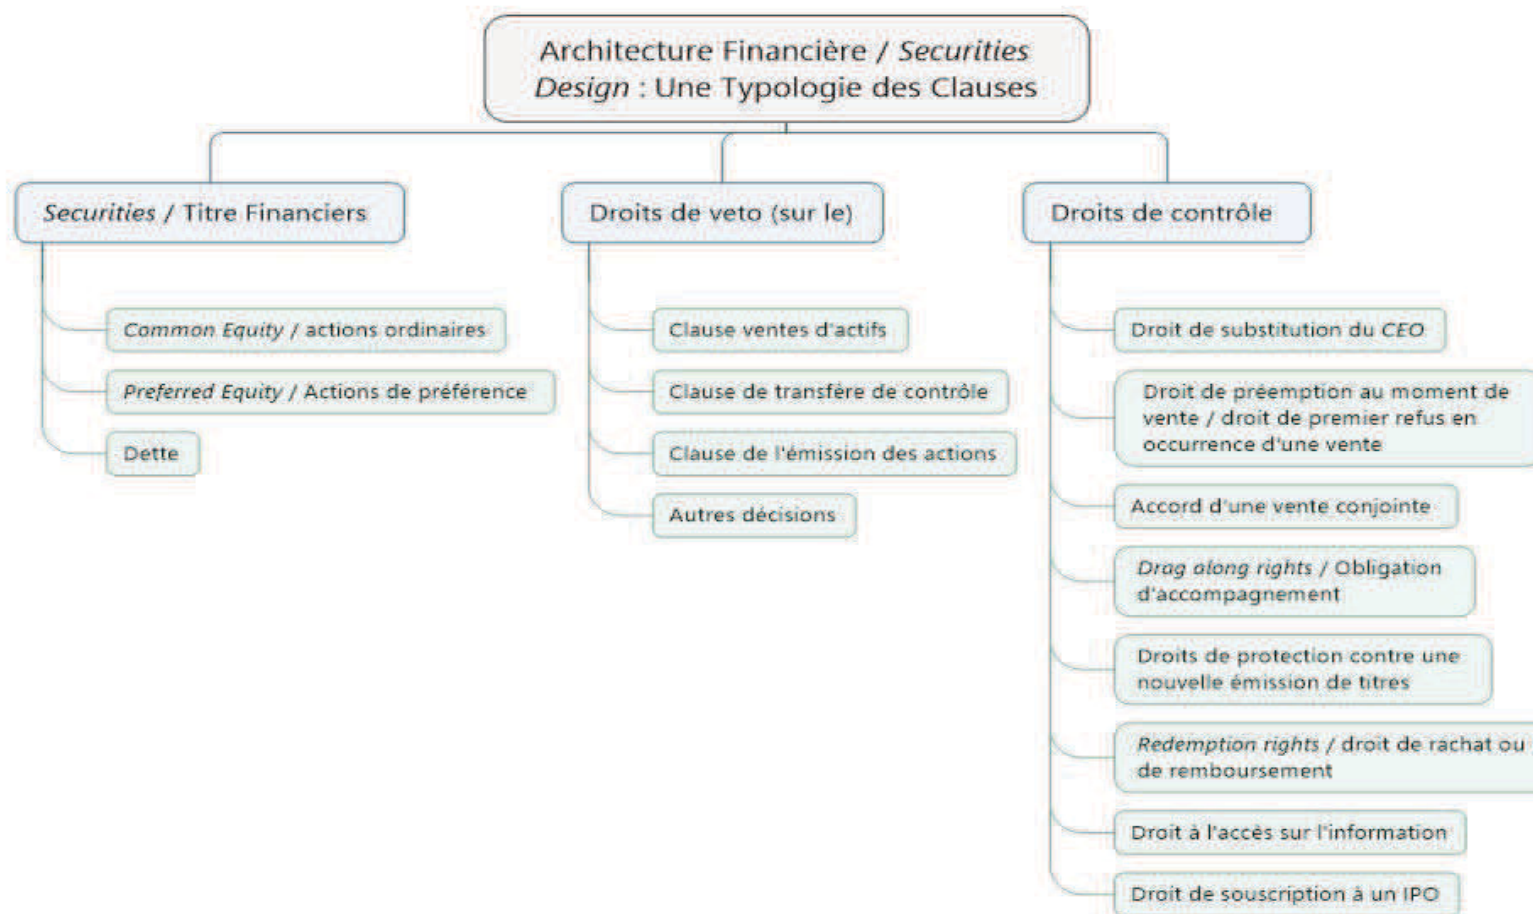 Architecture Financière / Securities
Design : Une Typologie des Clauses
Securities / Titre Financiers
Common Equity / actions ordinaires
Preferred Equity / Actions de préférence
Dette
Droits de veto (sur le)
Clause ventes d'actifs
Clause de transfère de contrôle
Clause de l'émission des actions
Autres décisions
Droits de contrôle
Droit de substitution du CEO
Droit de préemption au moment de
vente / droit de premier refus en
occurrence d'une vente
Accord d'une vente conjointe
Drag along rights / Obligation
d'accompagnement
Droits de protection contre une
nouvelle émission de titres
Redemption rights / droit de rachat ou
de remboursement
Droit à l'accès sur l'information
Droit de souscription à un IPO